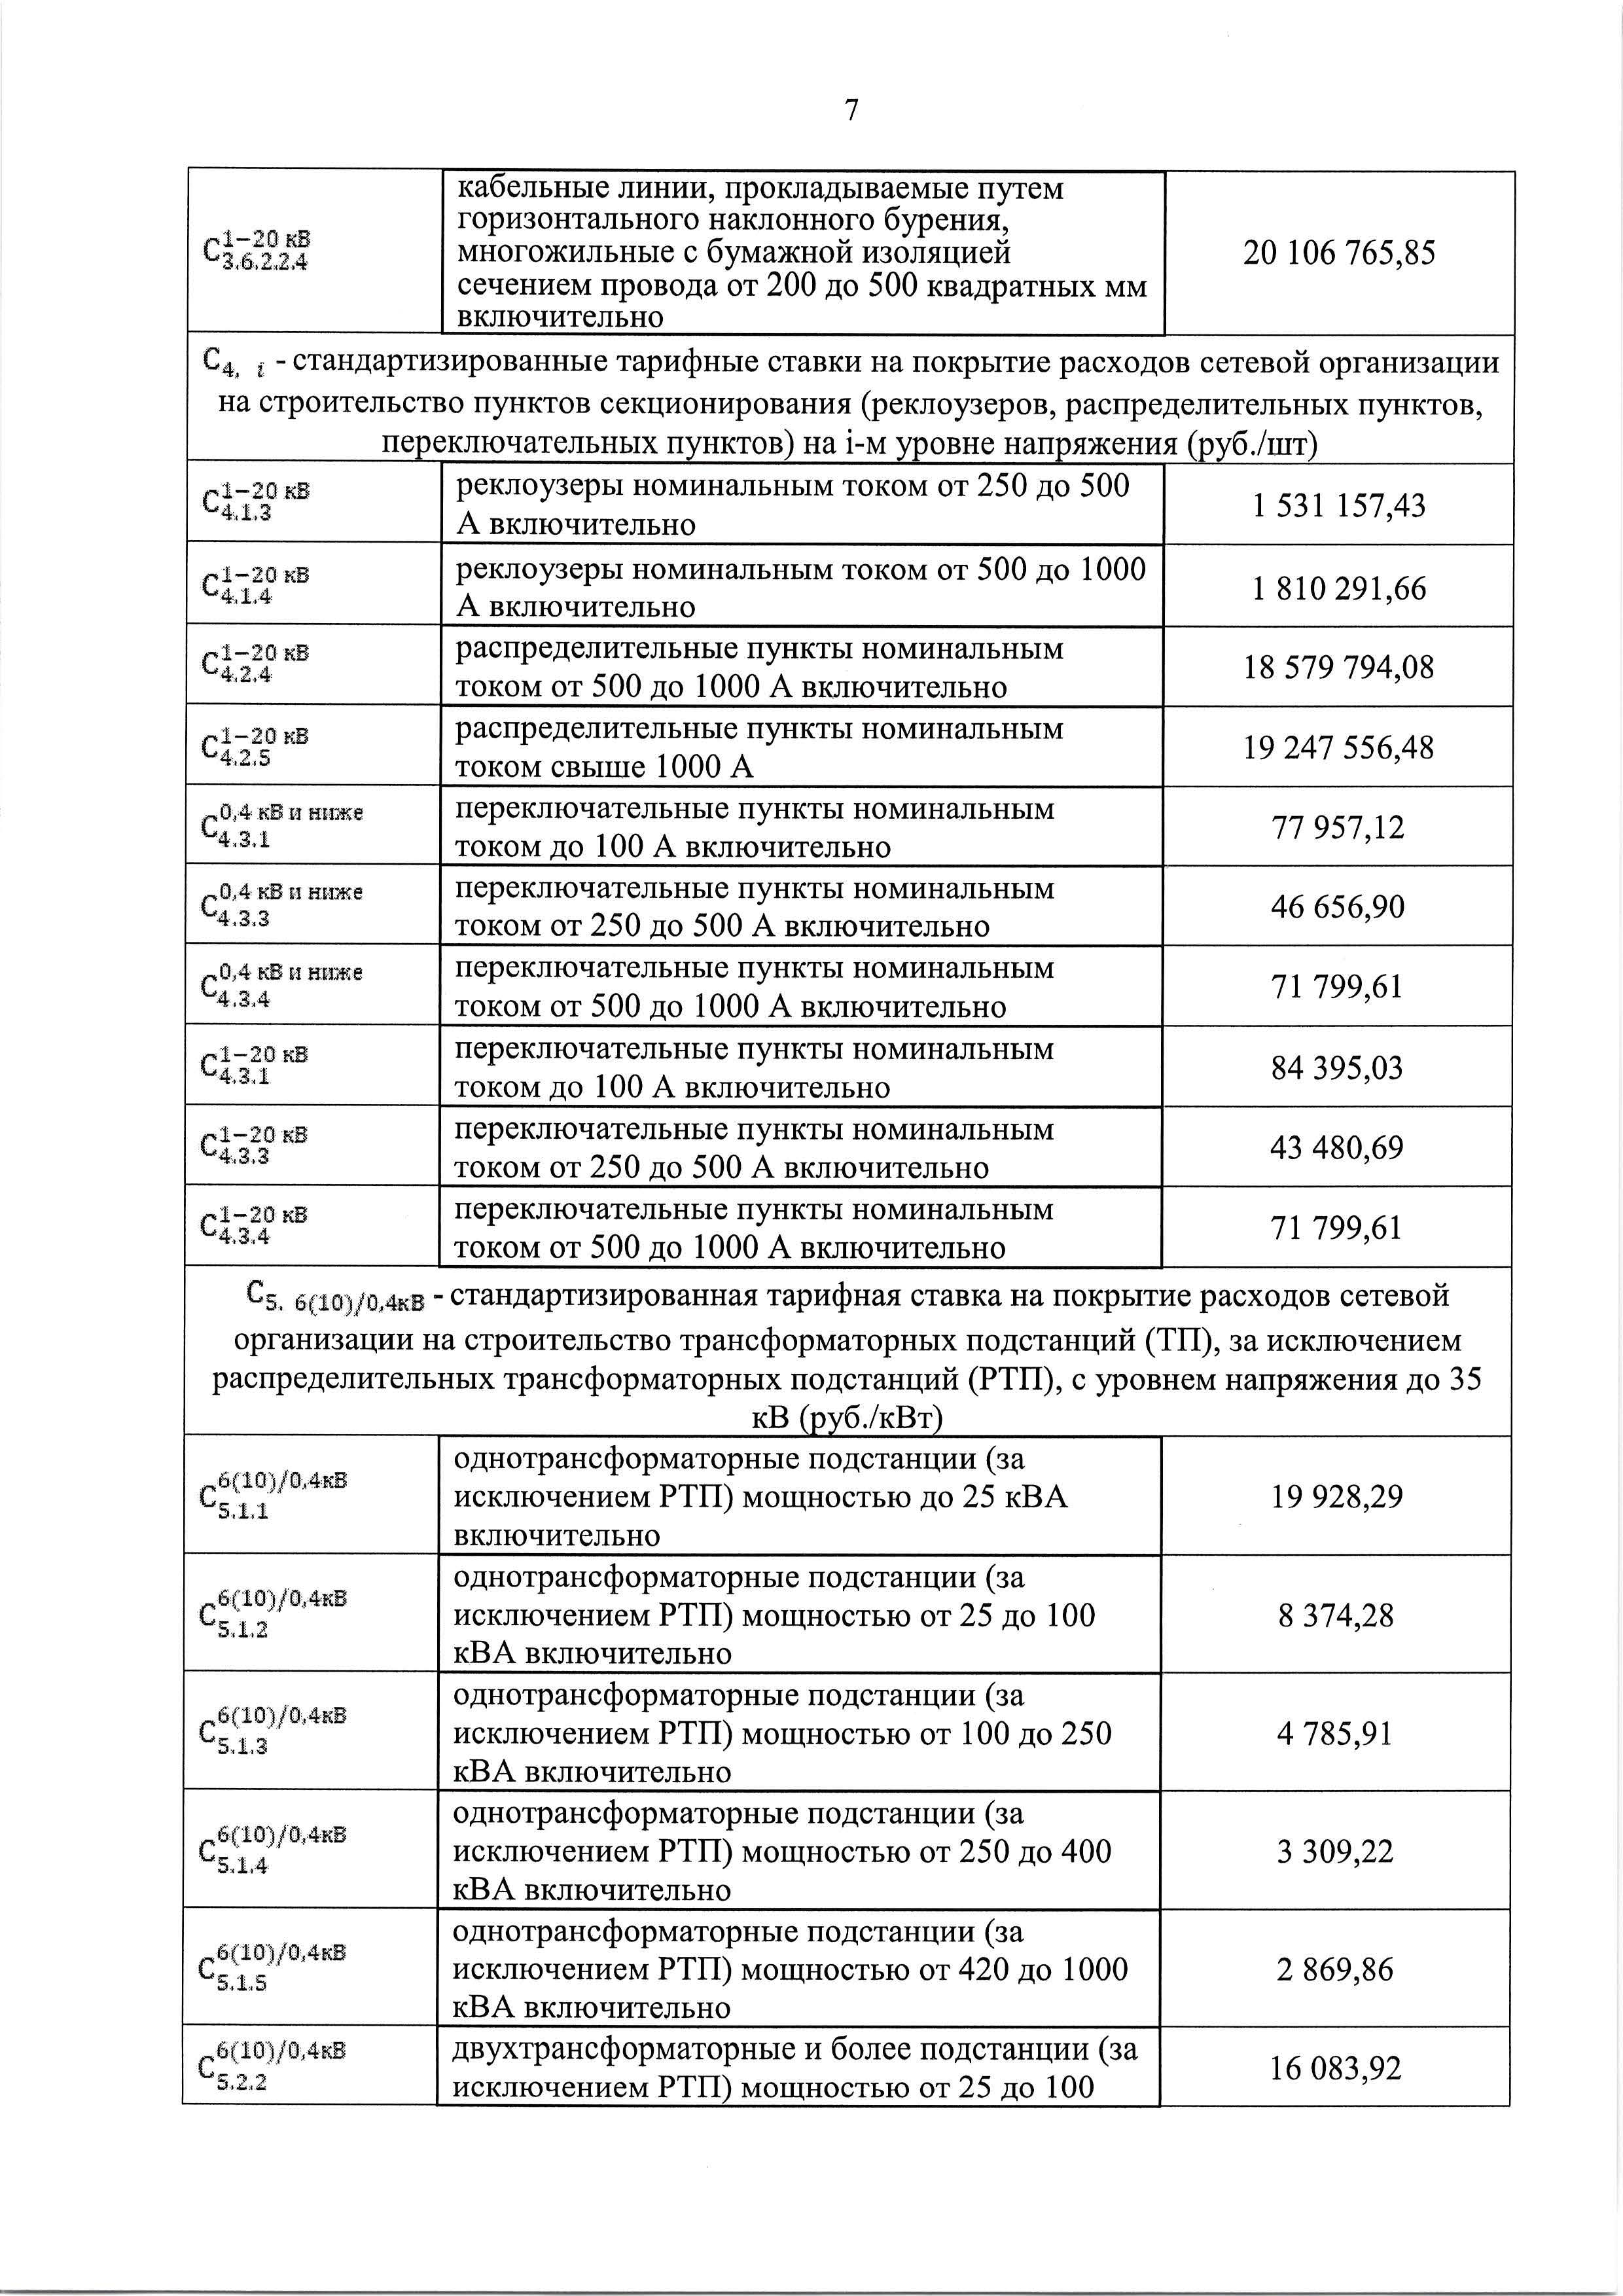 7
кабельные линии, прокладываемые путем
горизонтального наклонного бурения,
многожильные с бумажной изоляцией
сечением провода от 200 до 500 квадратных мм
включительно
C 1–20 кВ 3.6.2.2.4
20 106 765,85
C4, i - стандартизированные тарифные ставки на покрытие расходов сетевой организации
на строительство пунктов секционирования (реклоузеров, распределительных пунктов,
переключательных пунктов) на i-м уровне напряжения (руб./шт)
C 1–20 кВ 4.1.3
реклоузеры номинальным током от 250 до 500
А включительно
1 531 157,43
C 1–20 кВ 4.1.4
реклоузеры номинальным током от 500 до 1000
А включительно
1 810 291,66
C 1–20 кВ 4.2.4
распределительные пункты номинальным
током от 500 до 1000 А включительно
18 579 794,08
C 1–20 кВ 4.2.5
распределительные пункты номинальным
током свыше 1000 А
19 247 556,48
C 0,4 кВ и ниже 4.3.1
переключательные пункты номинальным
током до 100 А включительно
77 957,12
C 0,4 кВ и ниже 4.3.3
переключательные пункты номинальным
током от 250 до 500 А включительно
46 656,90
C 0,4 кВ и ниже 4.3.4
переключательные пункты номинальным
током от 500 до 1000 А включительно
71 799,61
C 1–20 кВ 4.3.1
переключательные пункты номинальным
током до 100 А включительно
84 395,03
C 1–20 кВ 4.3.3
переключательные пункты номинальным
током от 250 до 500 А включительно
43 480,69
C 1–20 кВ 4.3.4
переключательные пункты номинальным
током от 500 до 1000 А включительно
71 799,61
C5. 6(10)/0,4кВ - стандартизированная тарифная ставка на покрытие расходов сетевой
организации на строительство трансформаторных подстанций (ТП), за исключением
распределительных трансформаторных подстанций (РТП), с уровнем напряжения до 35
кВ (руб./кВт)
C 6(10)/0,4кВ 5.1.1
однотрансформаторные подстанции (за
исключением РТП) мощностью до 25 кВА
включительно
19 928,29
C 6(10)/0,4кВ 5.1.2
однотрансформаторные подстанции (за
исключением РТП) мощностью от 25 до 100
кВА включительно
8 374,28
C 6(10)/0,4кВ 5.1.3
однотрансформаторные подстанции (за
исключением РТП) мощностью от 100 до 250
кВА включительно
4 785,91
C 6(10)/0,4кВ 5.1.4
однотрансформаторные подстанции (за
исключением РТП) мощностью от 250 до 400
кВА включительно
3 309,22
C 6(10)/0,4кВ 5.1.5
однотрансформаторные подстанции (за
исключением РТП) мощностью от 420 до 1000
кВА включительно
2 869,86
C 6(10)/0,4кВ 5.2.2
двухтрансформаторные и более подстанции (за
исключением РТП) мощностью от 25 до 100
16 083,92